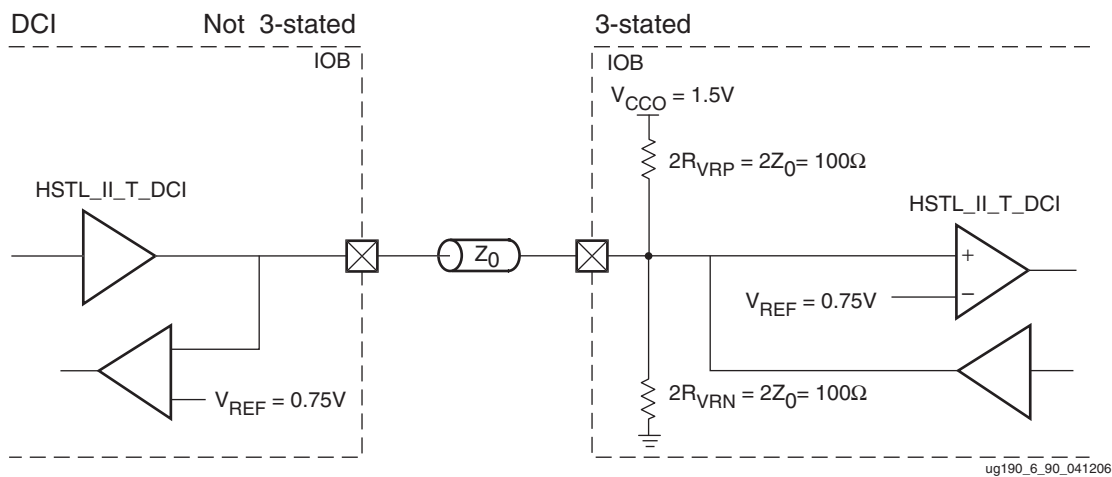 DCI Not 3-stated
IOB
HSTL_II_T_DCI
VREF = 0.75V
Z0
3-stated
IOB
VCCO = 1.5V
2RVRP = 2Z0= 100Ω
HSTL_II_T_DCI
+
VREF = 0.75V
−
2RVRN = 2Z0= 100Ω
ug190_6_90_041206